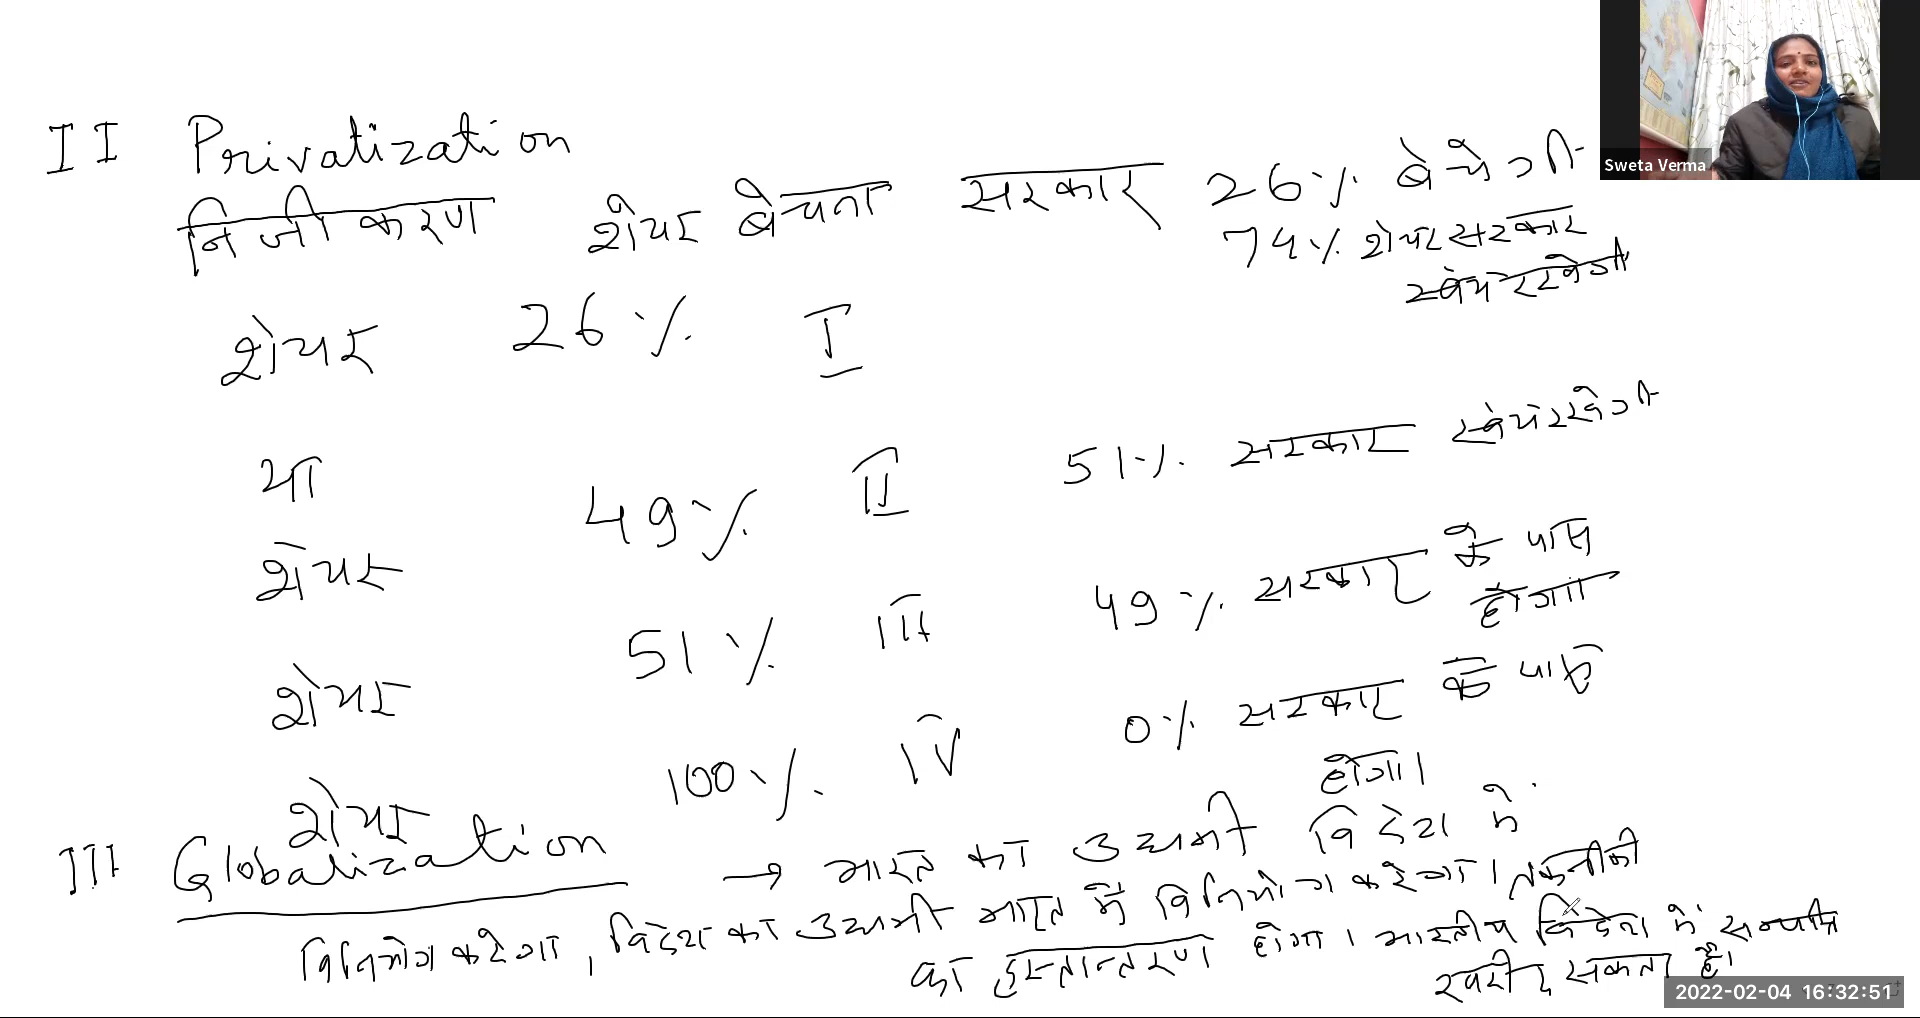 II Privatization
निजीकरण शेयर बेचना सरकार 26% बेचेगी
74% शेयर सरकार
स्वयं रखेगी
शेयर 26% I
या 49% II 51% सरकार स्वयं रखेगी
शेयर 51% III 49% सरकार के पास
होगा
शेयर 100% IV 0% सरकार के पास
होगा।
शेयर
III Globalization → भारत का उद्यमी विदेश में
विनियोग करेगा, विदेश का उद्यमी भारत में विनियोग करेगा। तकनीकी
का हस्तान्तरण होगा। भारतीय विदेश में सम्पत्ति
खरीद सकता है।
Sweta Verma
2022-02-04 16:32:51